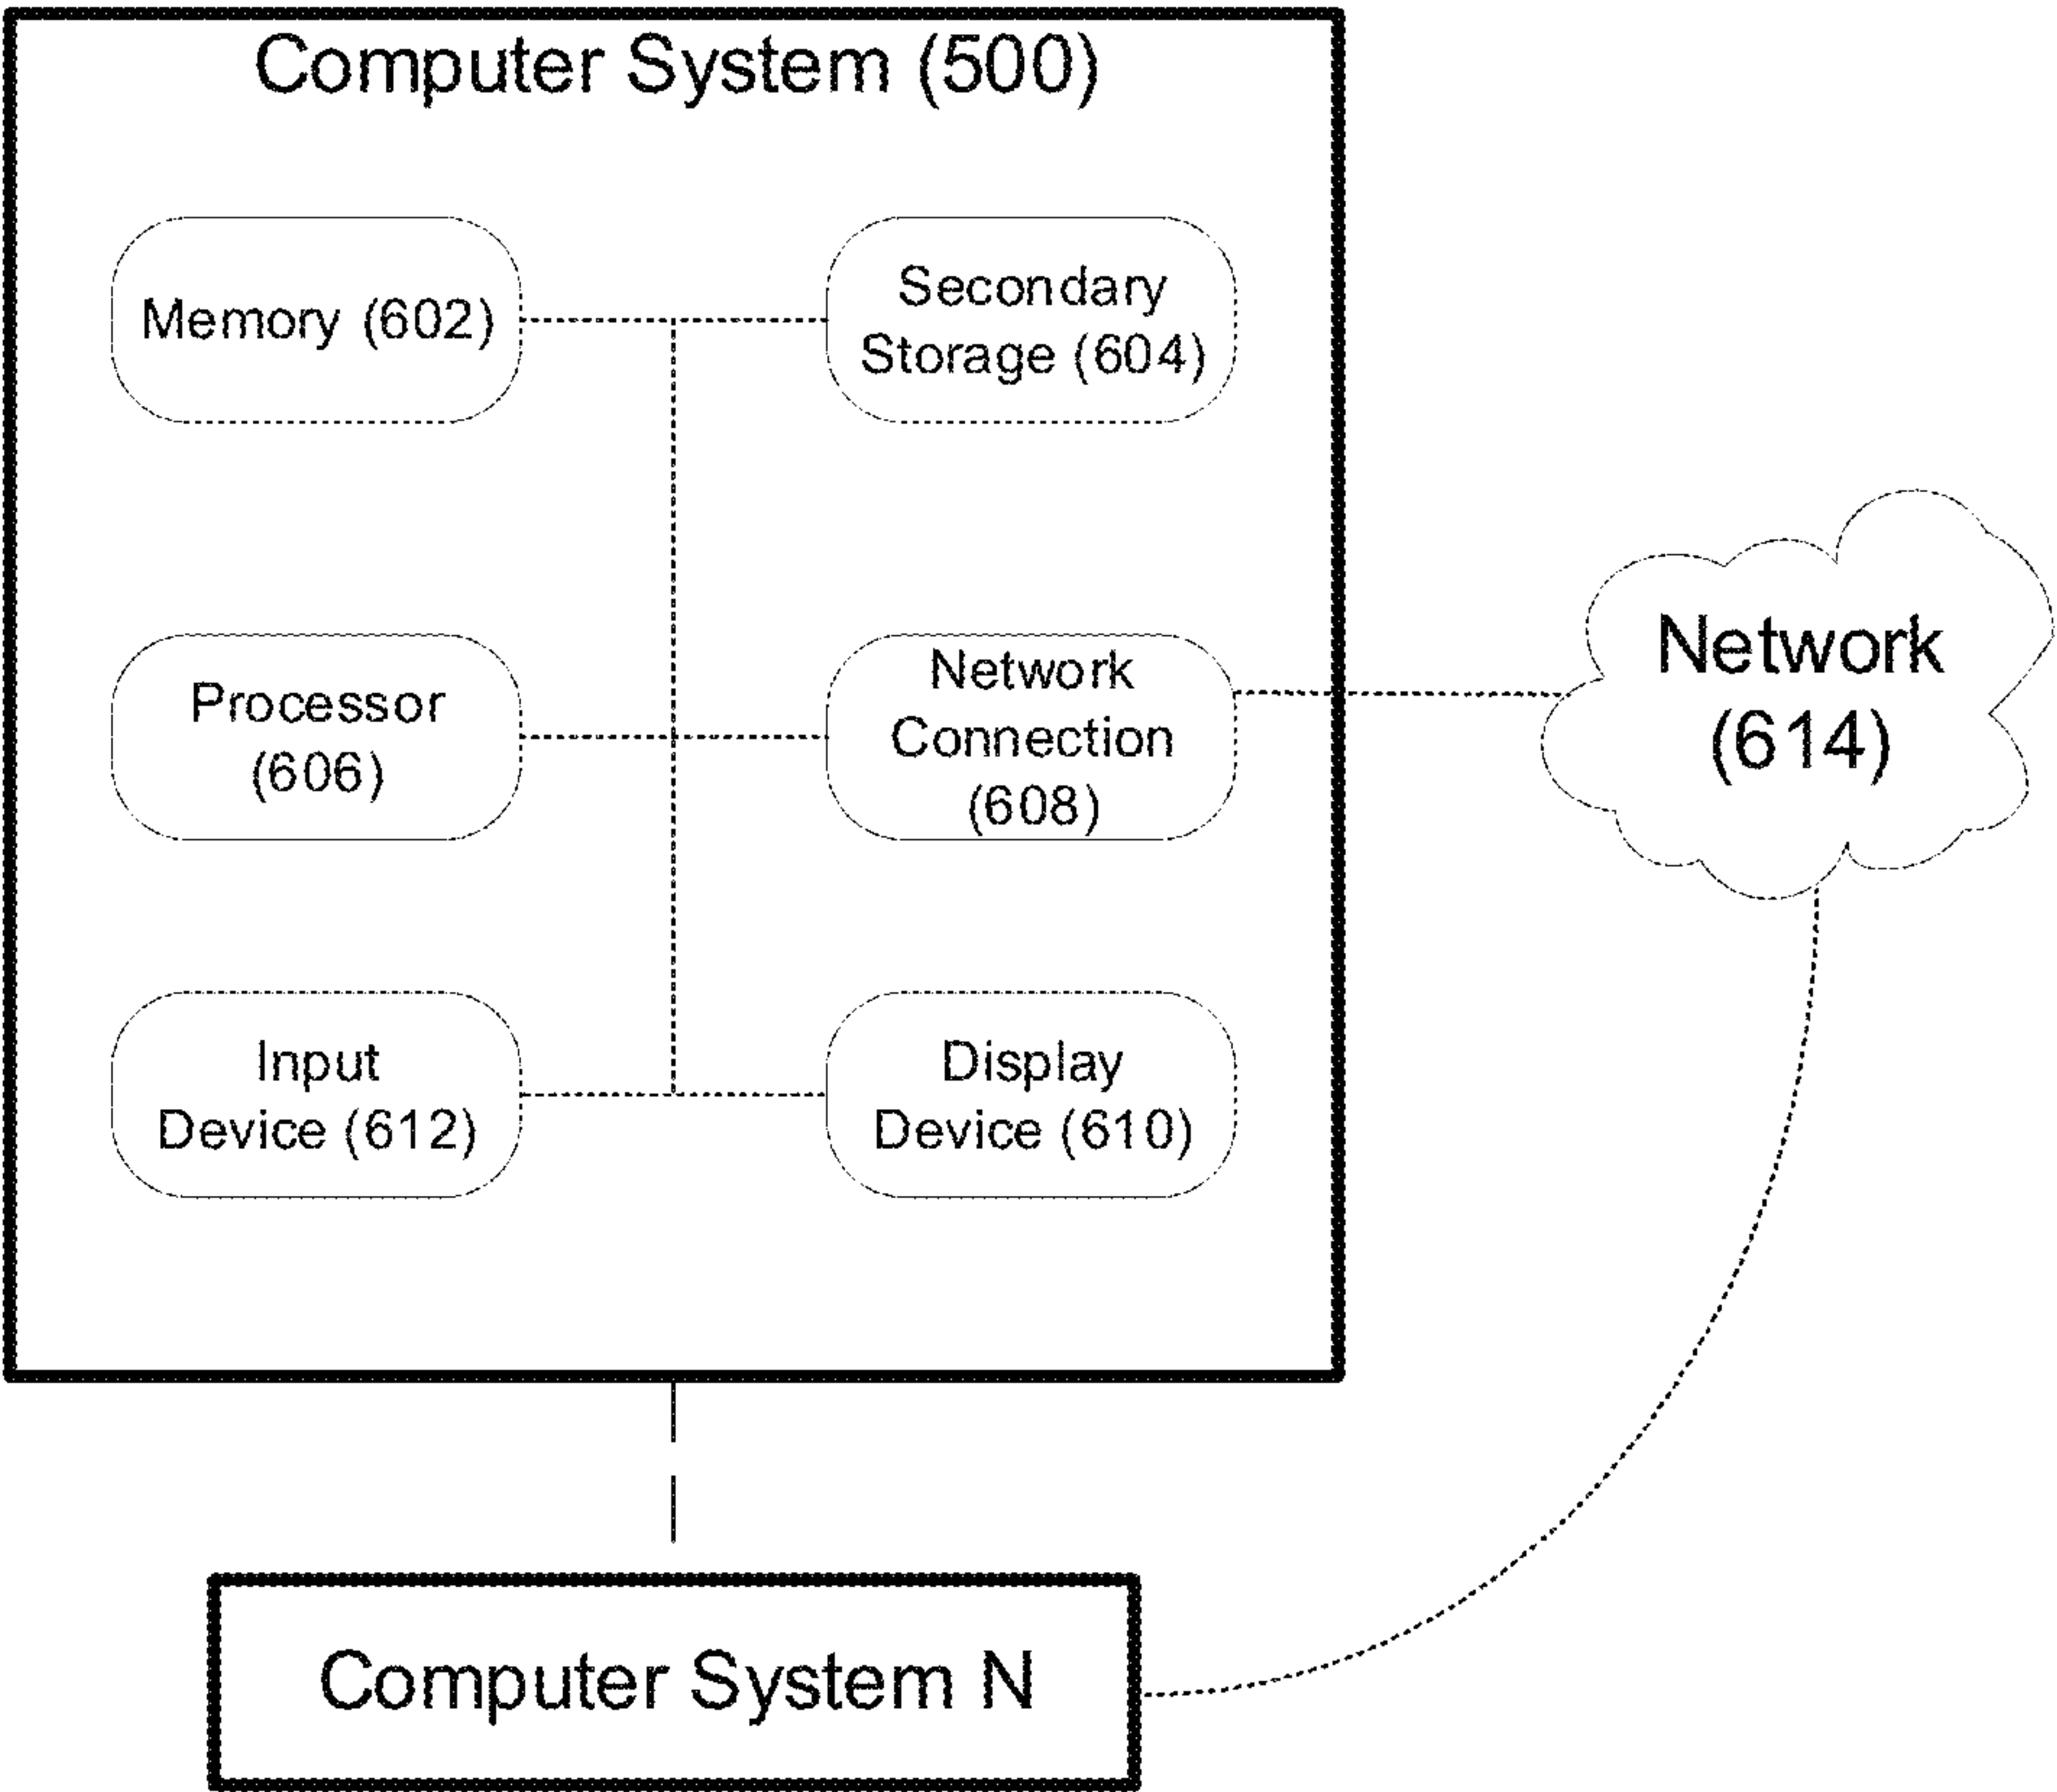 Computer System (500)
Memory (602)
Secondary
Storage (604)
Processor
(606)
Network
Connection
(608)
Network
(614)
Input
Device (612)
Display
Device (610)
Computer System N